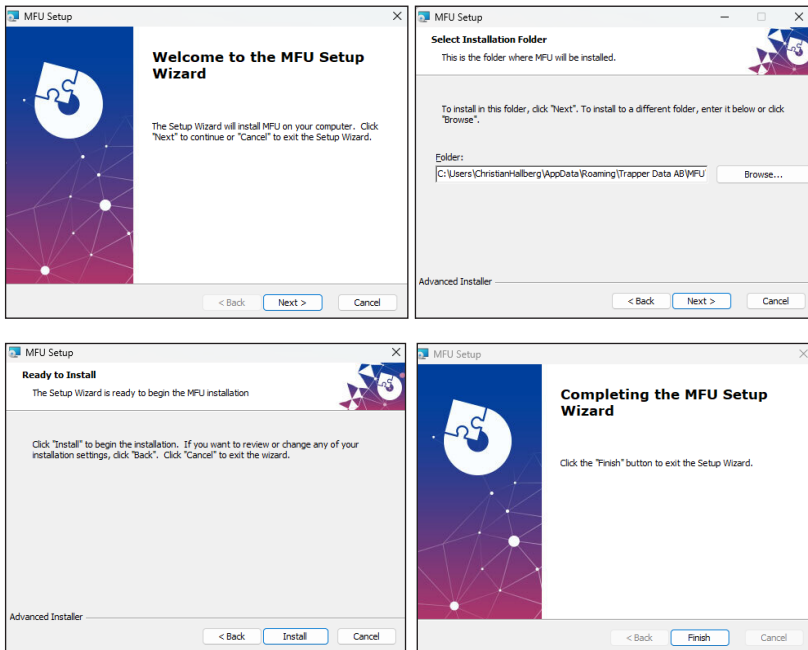 MFU Setup
Welcome to the MFU Setup
Wizard
The Setup Wizard will install MFU on your computer. Click
"Next" to continue or "Cancel" to exit the Setup Wizard.
< Back
Next >
Cancel
MFU Setup
Select Installation Folder
This is the folder where MFU will be installed.
To install in this folder, click "Next". To install to a different folder, enter it below or click
"Browse".
Folder:
C:\Users\ChristianHallberg\AppData\Roaming\Trapper Data AB\MFU
Browse...
Advanced Installer
< Back
Next >
Cancel
MFU Setup
Ready to Install
The Setup Wizard is ready to begin the MFU installation
Click "Install" to begin the installation. If you want to review or change any of your
installation settings, click "Back". Click "Cancel" to exit the wizard.
Advanced Installer
< Back
Install
Cancel
MFU Setup
Completing the MFU Setup
Wizard
Click the "Finish" button to exit the Setup Wizard.
< Back
Finish
Cancel